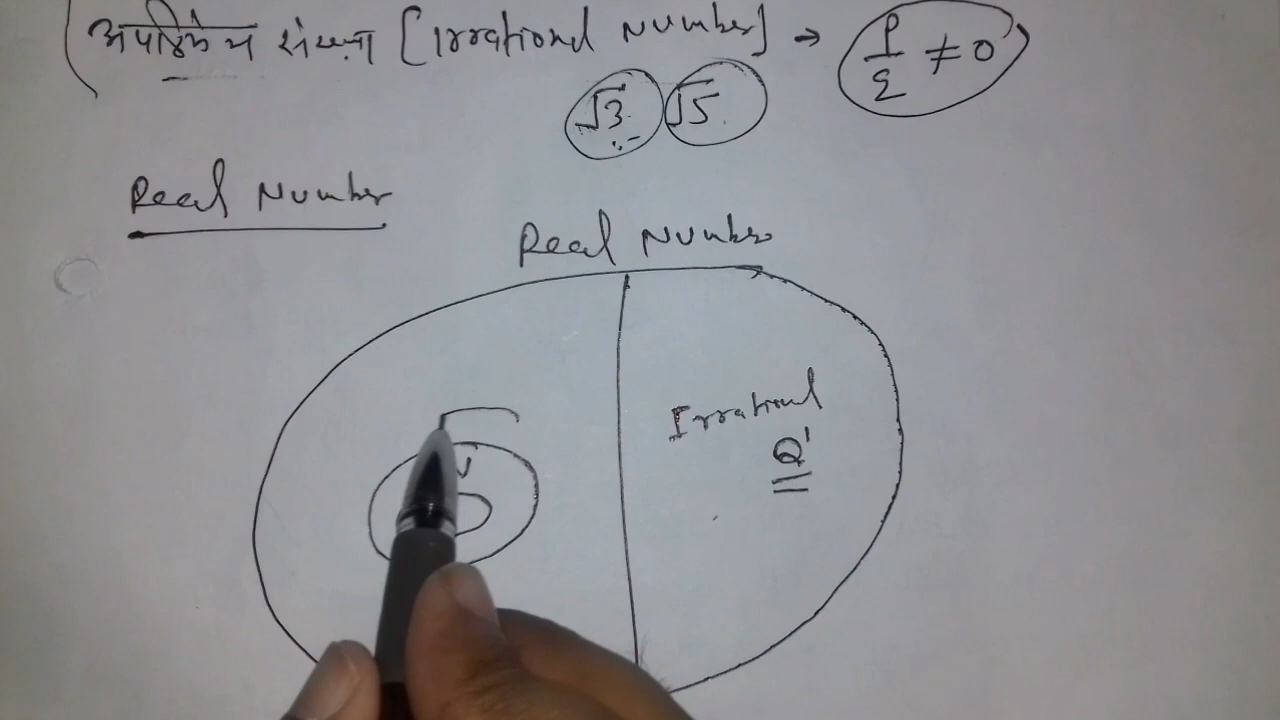 अपरिमेय संख्या [Irrational Number] → p/q ≠ 0
√3 √5
Real Number
Real Number
Irrational
Q'